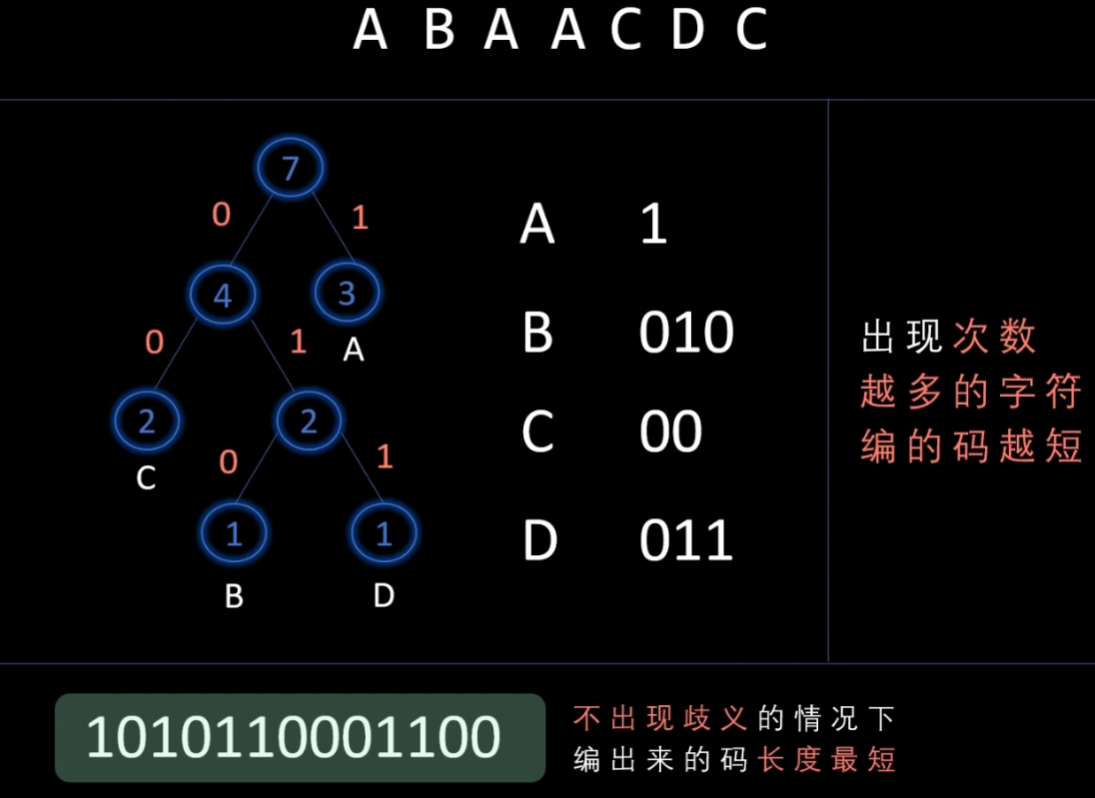 A B A A C D C
7
0 1
4 3
0 1 A
2 2
C 0 1
1 1
B D
A 1
B 010
C 00
D 011
出现次数
越多的字符
编的码越短
1010110001100
不出现歧义的情况下
编出来的码长度最短